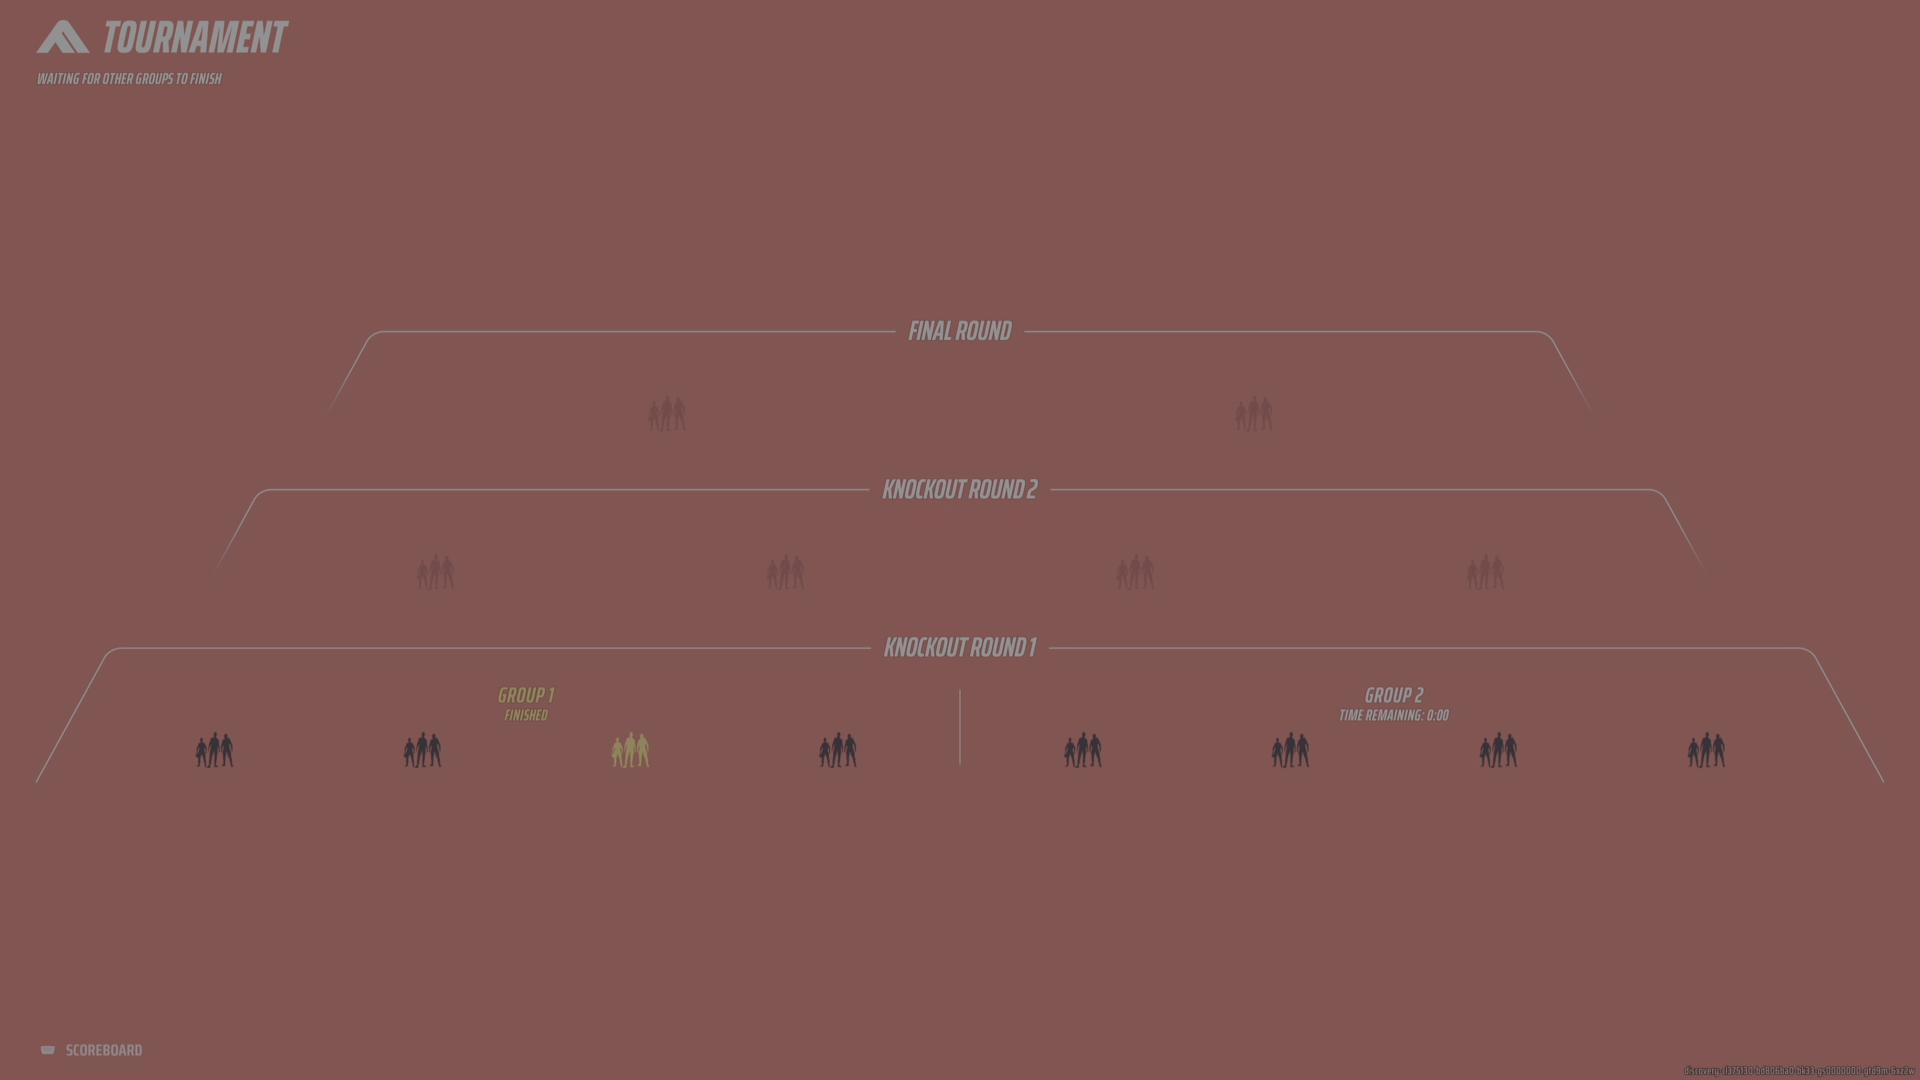 TOURNAMENT
WAITING FOR OTHER GROUPS TO FINISH
FINAL ROUND
KNOCKOUT ROUND 2
KNOCKOUT ROUND 1
GROUP 1
FINISHED
GROUP 2
TIME REMAINING: 0:00
SCOREBOARD